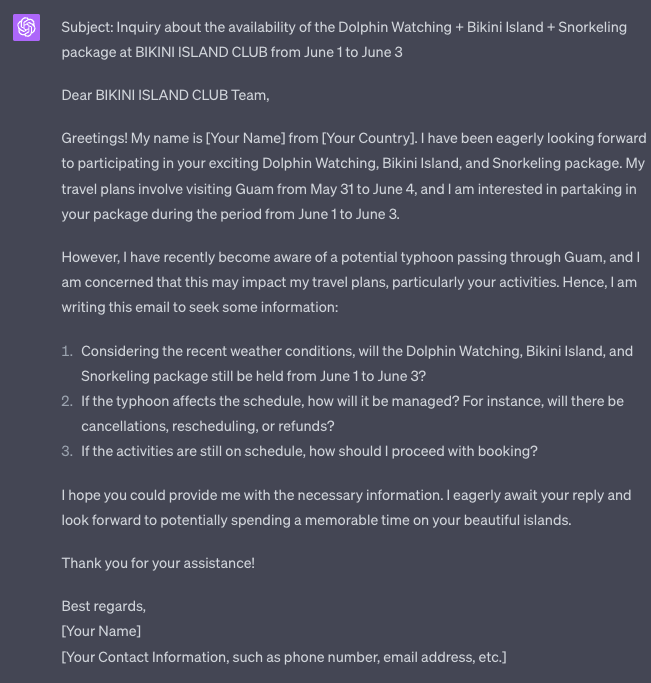 Subject: Inquiry about the availability of the Dolphin Watching + Bikini Island + Snorkeling
package at BIKINI ISLAND CLUB from June 1 to June 3
Dear BIKINI ISLAND CLUB Team,
Greetings! My name is [Your Name] from [Your Country]. I have been eagerly looking forward
to participating in your exciting Dolphin Watching, Bikini Island, and Snorkeling package. My
travel plans involve visiting Guam from May 31 to June 4, and I am interested in partaking in
your package during the period from June 1 to June 3.
However, I have recently become aware of a potential typhoon passing through Guam, and I
am concerned that this may impact my travel plans, particularly your activities. Hence, I am
writing this email to seek some information:
1. Considering the recent weather conditions, will the Dolphin Watching, Bikini Island, and
Snorkeling package still be held from June 1 to June 3?
2. If the typhoon affects the schedule, how will it be managed? For instance, will there be
cancellations, rescheduling, or refunds?
3. If the activities are still on schedule, how should I proceed with booking?
I hope you could provide me with the necessary information. I eagerly await your reply and
look forward to potentially spending a memorable time on your beautiful islands.
Thank you for your assistance!
Best regards,
[Your Name]
[Your Contact Information, such as phone number, email address, etc.]